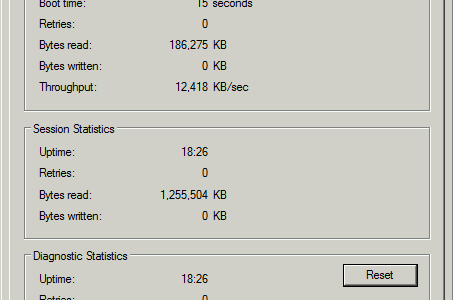 Boot time: 15 seconds
Retries: 0
Bytes read: 186,275 KB
Bytes written: 0 KB
Throughput: 12,418 KB/sec
Session Statistics
Uptime: 18:26
Retries: 0
Bytes read: 1,255,504 KB
Bytes written: 0 KB
Diagnostic Statistics
Reset
Uptime: 18:26
Retries: 0